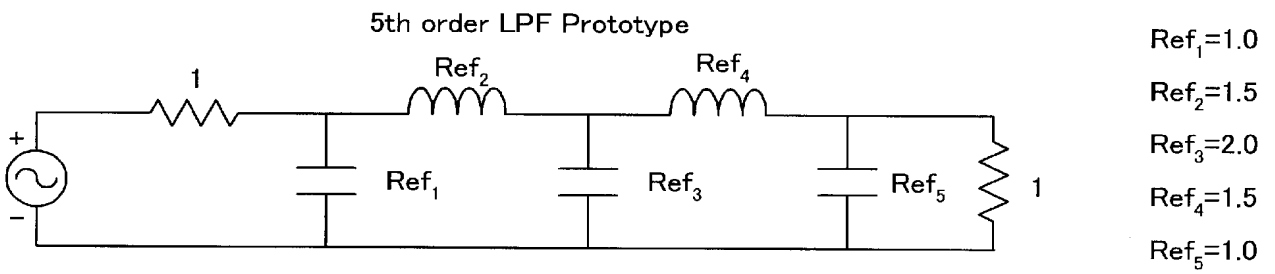 5th order LPF Prototype
1
Ref₂
Ref₄
+
-
Ref₁
Ref₃
Ref₅
1
Ref₁=1.0
Ref₂=1.5
Ref₃=2.0
Ref₄=1.5
Ref₅=1.0